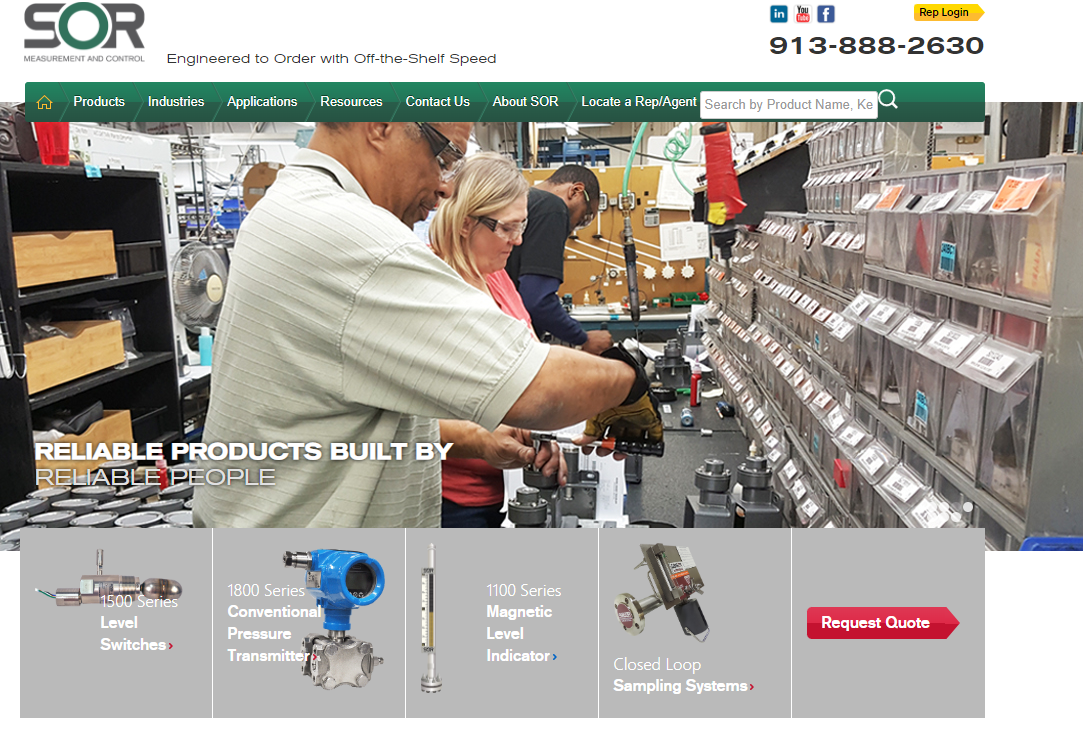 SOR
MEASUREMENT AND CONTROL
Engineered to Order with Off-the-Shelf Speed
in
You
Tube
f
Rep Login
913-888-2630
Products
Industries
Applications
Resources
Contact Us
About SOR
Locate a Rep/Agent
Search by Product Name, Ke
RELIABLE PRODUCTS BUILT BY
RELIABLE PEOPLE
1500 Series
Level
Switches
1800 Series
Conventional
Pressure
Transmitter
1100 Series
Magnetic
Level
Indicator
Closed Loop
Sampling Systems
Request Quote